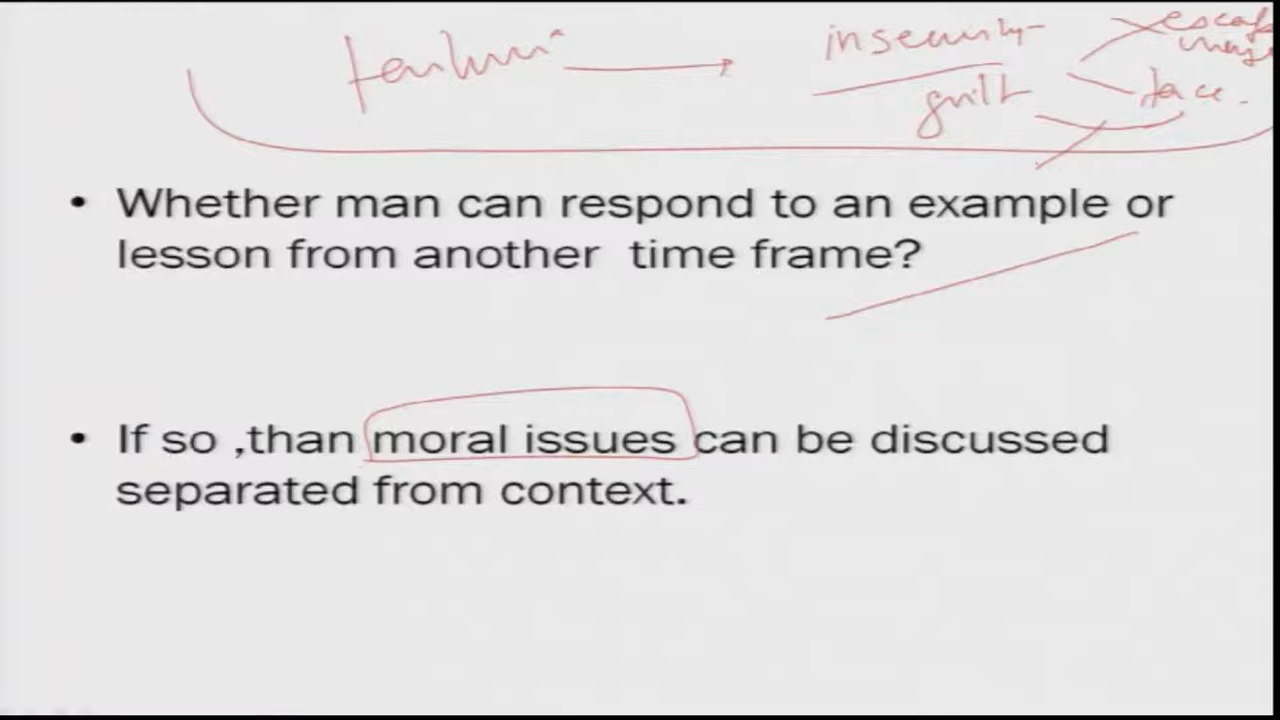 insecurity
guilt
face.
• Whether man can respond to an example or
lesson from another time frame?
• If so ,than moral issues can be discussed
separated from context.